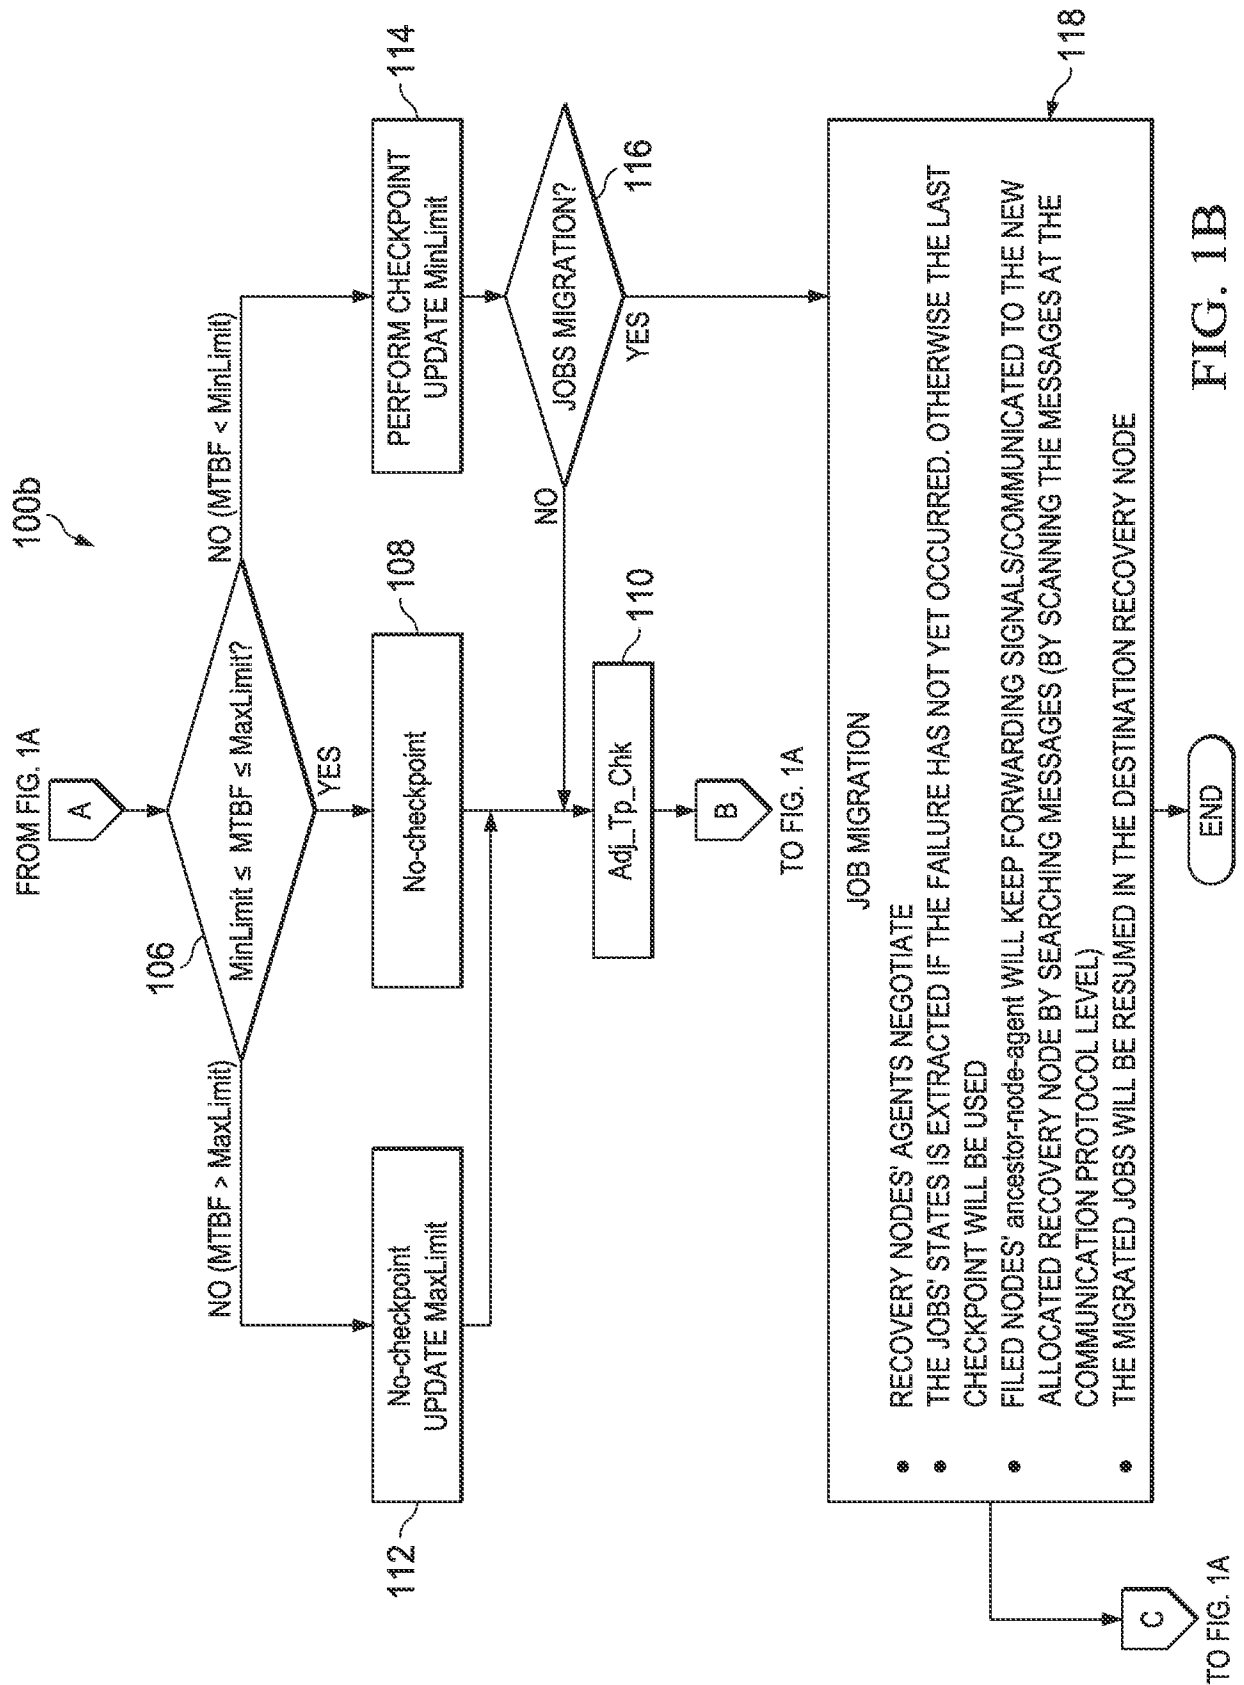 100b
FROM FIG. 1A
A
106
MinLimit ≤ MTBF ≤ MaxLimit?
NO (MTBF > MaxLimit)
YES
NO (MTBF < MinLimit)
112
No-checkpoint
UPDATE MaxLimit
108
No-checkpoint
114
PERFORM CHECKPOINT
UPDATE MinLimit
116
JOBS MIGRATION?
NO
YES
110
Adj_Tp_Chk
B
TO FIG. 1A
118
JOB MIGRATION
• RECOVERY NODES' AGENTS NEGOTIATE
• THE JOBS' STATES IS EXTRACTED IF THE FAILURE HAS NOT YET OCCURRED. OTHERWISE THE LAST
CHECKPOINT WILL BE USED
• FILED NODES' ancestor-node-agent WILL KEEP FORWARDING SIGNALS/COMMUNICATED TO THE NEW
ALLOCATED RECOVERY NODE BY SEARCHING MESSAGES (BY SCANNING THE MESSAGES AT THE
COMMUNICATION PROTOCOL LEVEL)
• THE MIGRATED JOBS WILL BE RESUMED IN THE DESTINATION RECOVERY NODE
C
TO FIG. 1A
END
FIG. 1B